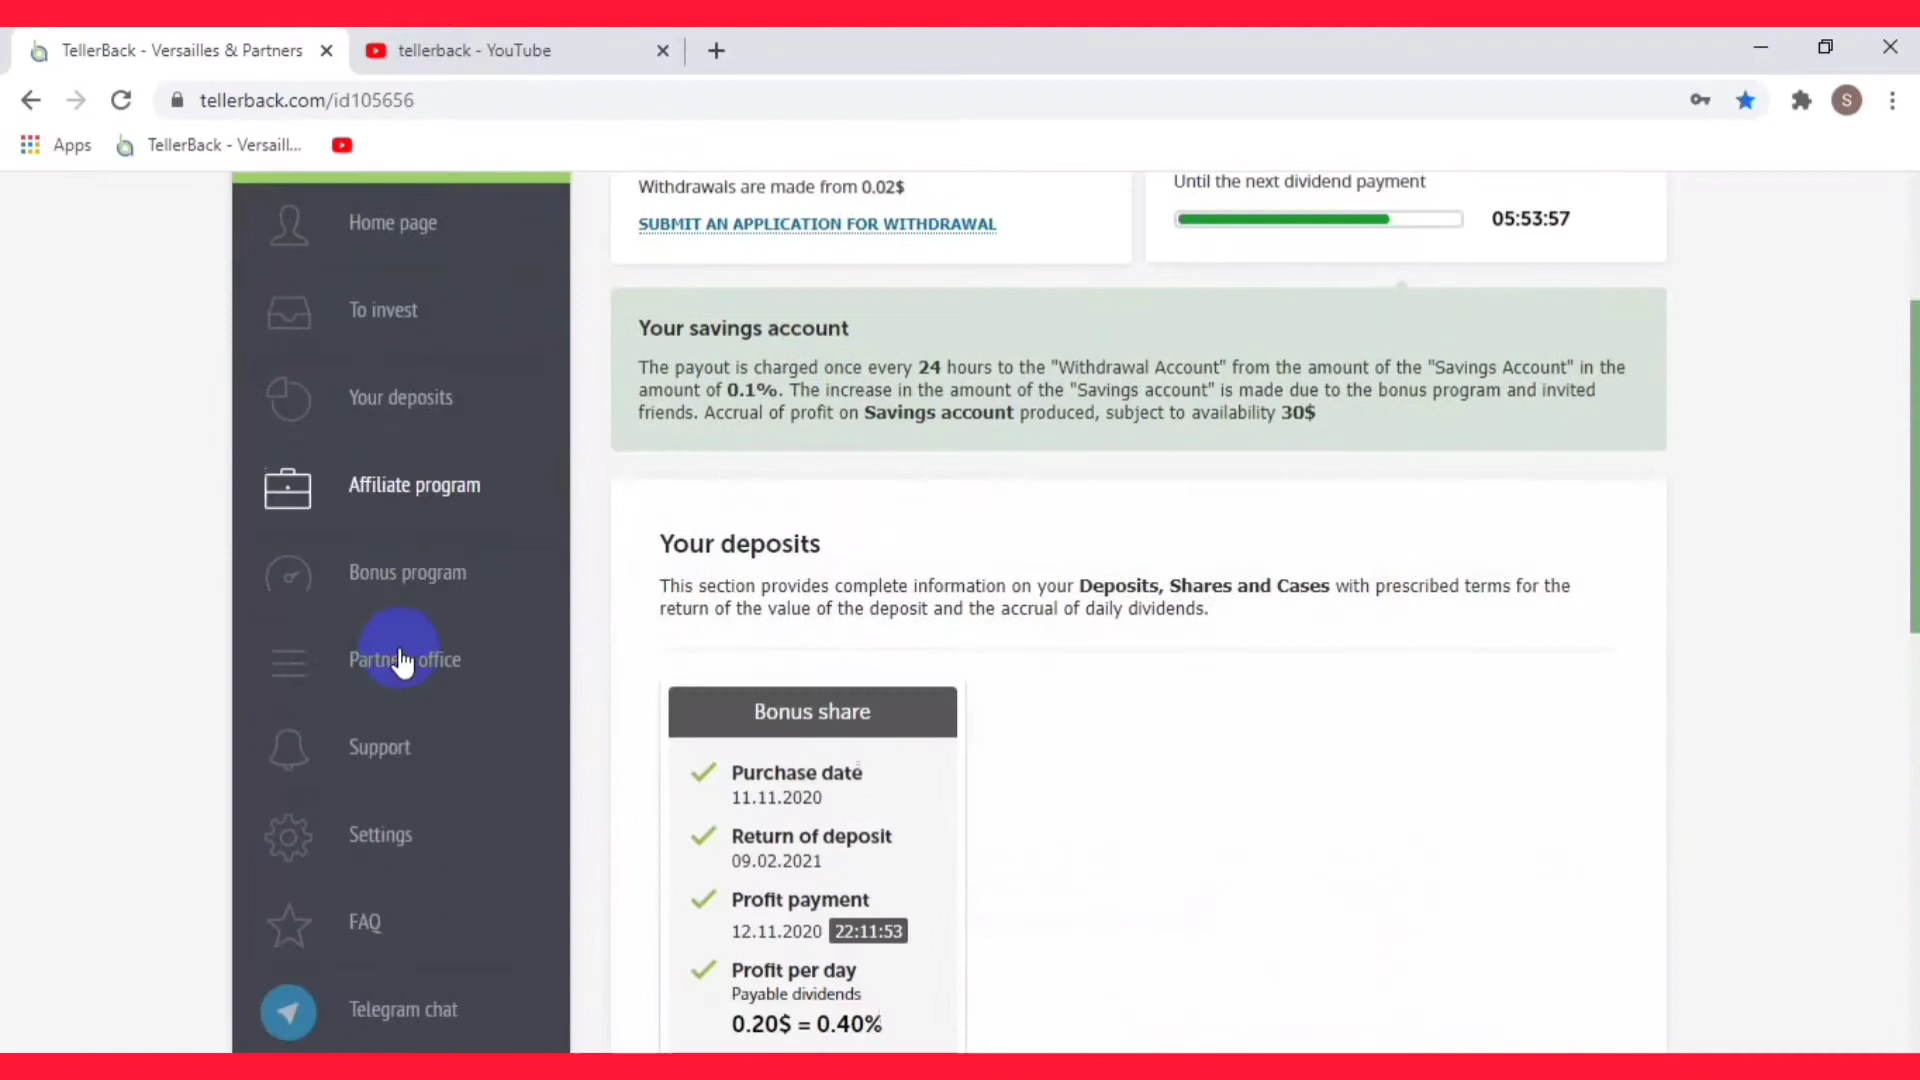 TellerBack - Versailles & Partners
tellerback - YouTube
tellerback.com/id105656
S
Apps
TellerBack - Versaill...
Home page
To invest
Your deposits
Affiliate program
Bonus program
Partner office
Support
Settings
FAQ
Telegram chat
Withdrawals are made from 0.02$
SUBMIT AN APPLICATION FOR WITHDRAWAL
Until the next dividend payment
05:53:57
Your savings account
The payout is charged once every 24 hours to the "Withdrawal Account" from the amount of the "Savings Account" in the
amount of 0.1%. The increase in the amount of the "Savings account" is made due to the bonus program and invited
friends. Accrual of profit on Savings account produced, subject to availability 30$
Your deposits
This section provides complete information on your Deposits, Shares and Cases with prescribed terms for the
return of the value of the deposit and the accrual of daily dividends.
Bonus share
Purchase date
11.11.2020
Return of deposit
09.02.2021
Profit payment
12.11.2020 22:11:53
Profit per day
Payable dividends
0.20$ = 0.40%